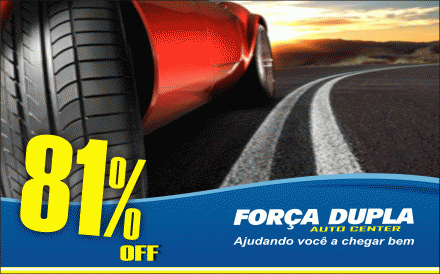 81%
OFF
FORÇA DUPLA
AUTO CENTER
Ajudando você a chegar bem